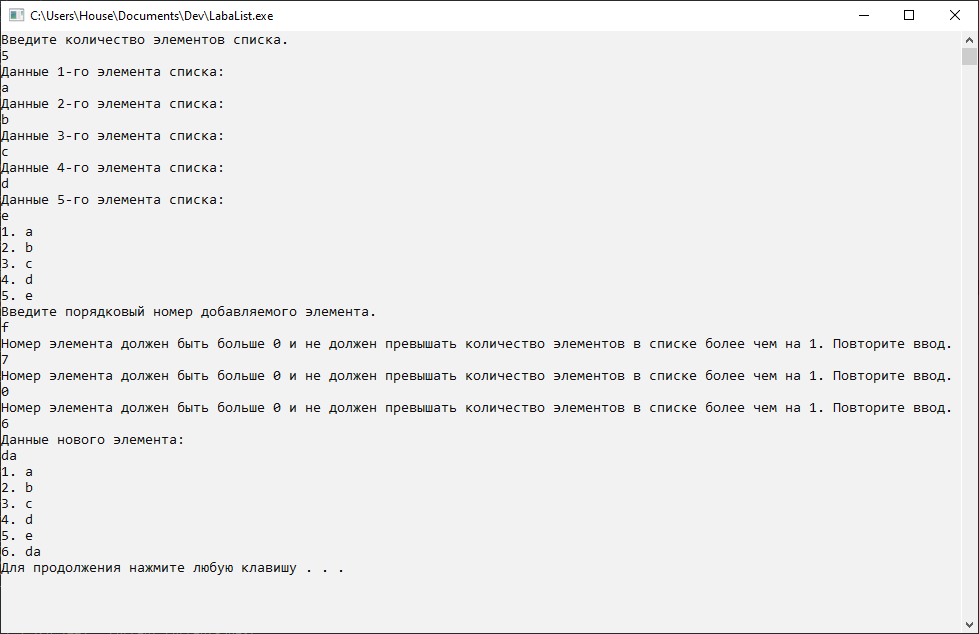 C:\Users\House\Documents\Dev\LabaList.exe
Введите количество элементов списка.
5
Данные 1-го элемента списка:
a
Данные 2-го элемента списка:
b
Данные 3-го элемента списка:
c
Данные 4-го элемента списка:
d
Данные 5-го элемента списка:
e
1. a
2. b
3. c
4. d
5. e
Введите порядковый номер добавляемого элемента.
f
Номер элемента должен быть больше 0 и не должен превышать количество элементов в списке более чем на 1. Повторите ввод.
7
Номер элемента должен быть больше 0 и не должен превышать количество элементов в списке более чем на 1. Повторите ввод.
0
Номер элемента должен быть больше 0 и не должен превышать количество элементов в списке более чем на 1. Повторите ввод.
6
Данные нового элемента:
da
1. a
2. b
3. c
4. d
5. e
6. da
Для продолжения нажмите любую клавишу . . .